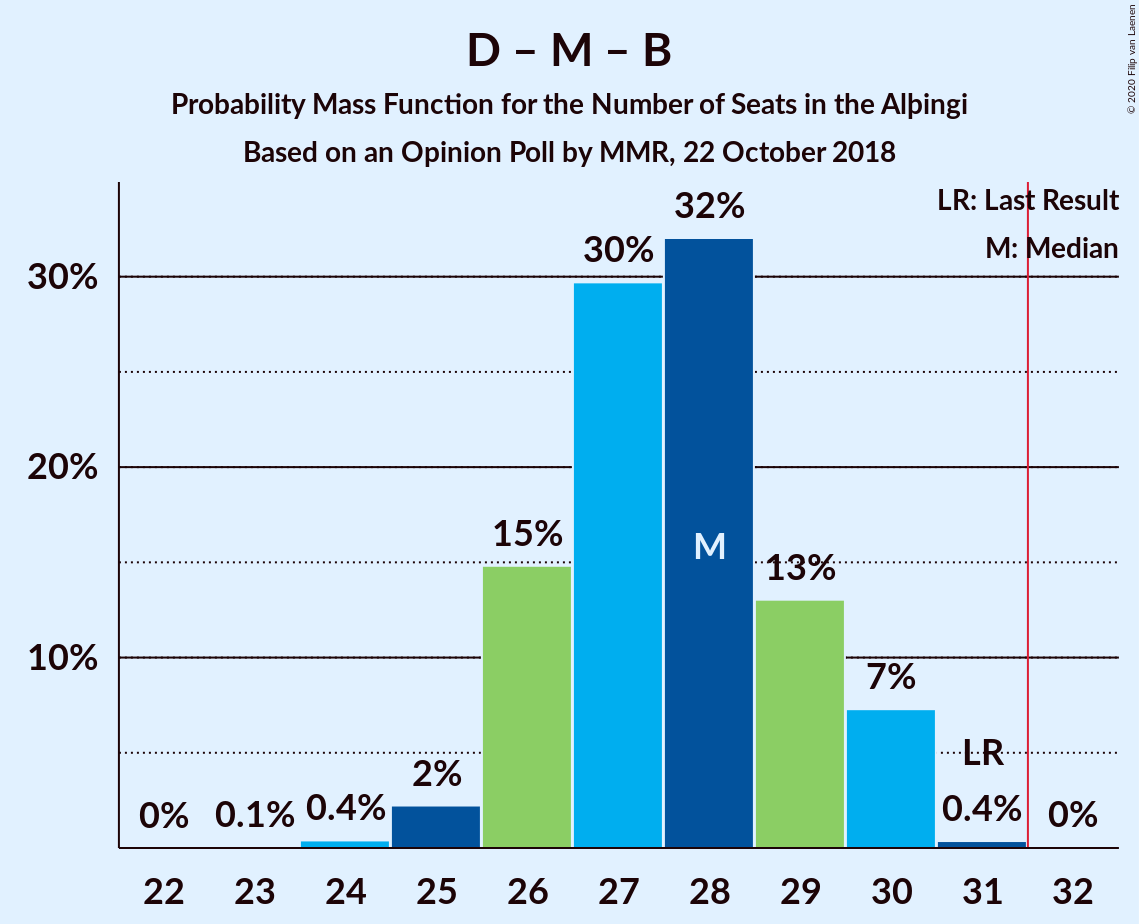 D – M – B
Probability Mass Function for the Number of Seats in the Alþingi
Based on an Opinion Poll by MMR, 22 October 2018
© 2020 Filip van Laenen
LR: Last Result
M: Median
32%
30%
30%
20%
15%
M
13%
10%
7%
LR
2%
0%
0.1%
0.4%
0.4%
0%
22 23 24 25 26 27 28 29 30 31 32